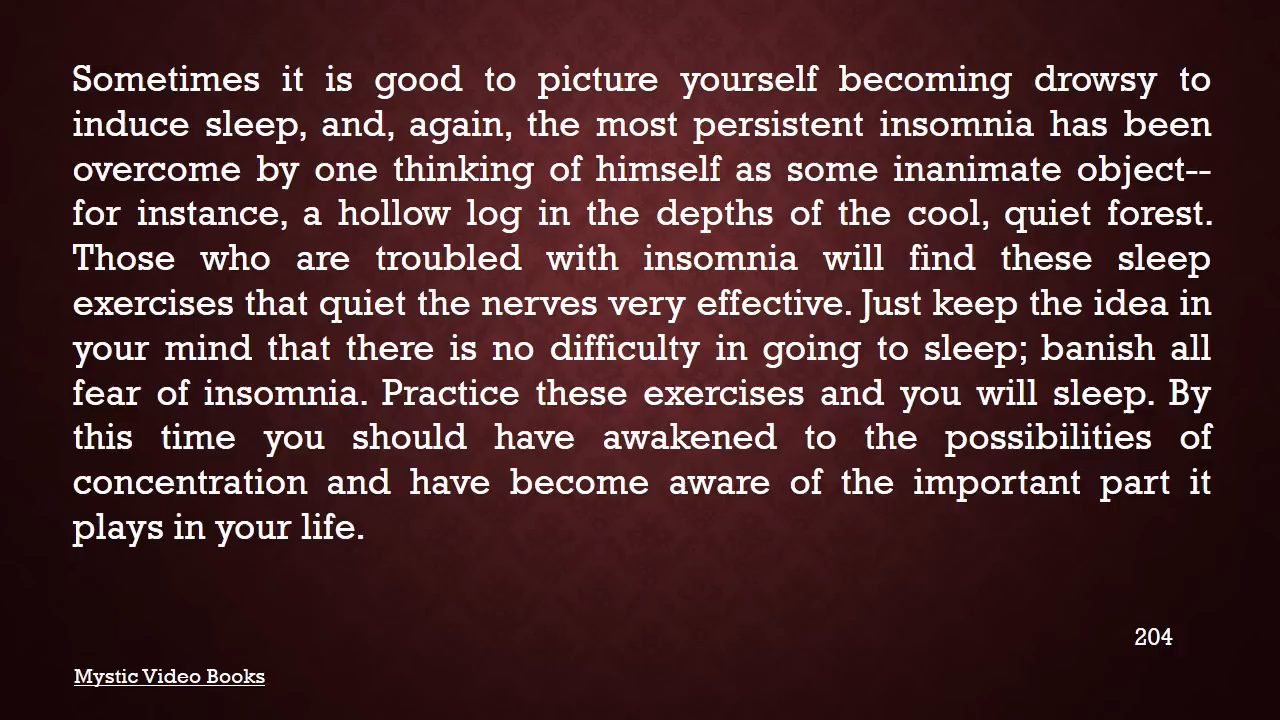 Sometimes it is good to picture yourself becoming drowsy to
induce sleep, and, again, the most persistent insomnia has been
overcome by one thinking of himself as some inanimate object--
for instance, a hollow log in the depths of the cool, quiet forest.
Those who are troubled with insomnia will find these sleep
exercises that quiet the nerves very effective. Just keep the idea in
your mind that there is no difficulty in going to sleep; banish all
fear of insomnia. Practice these exercises and you will sleep. By
this time you should have awakened to the possibilities of
concentration and have become aware of the important part it
plays in your life.
204
Mystic Video Books